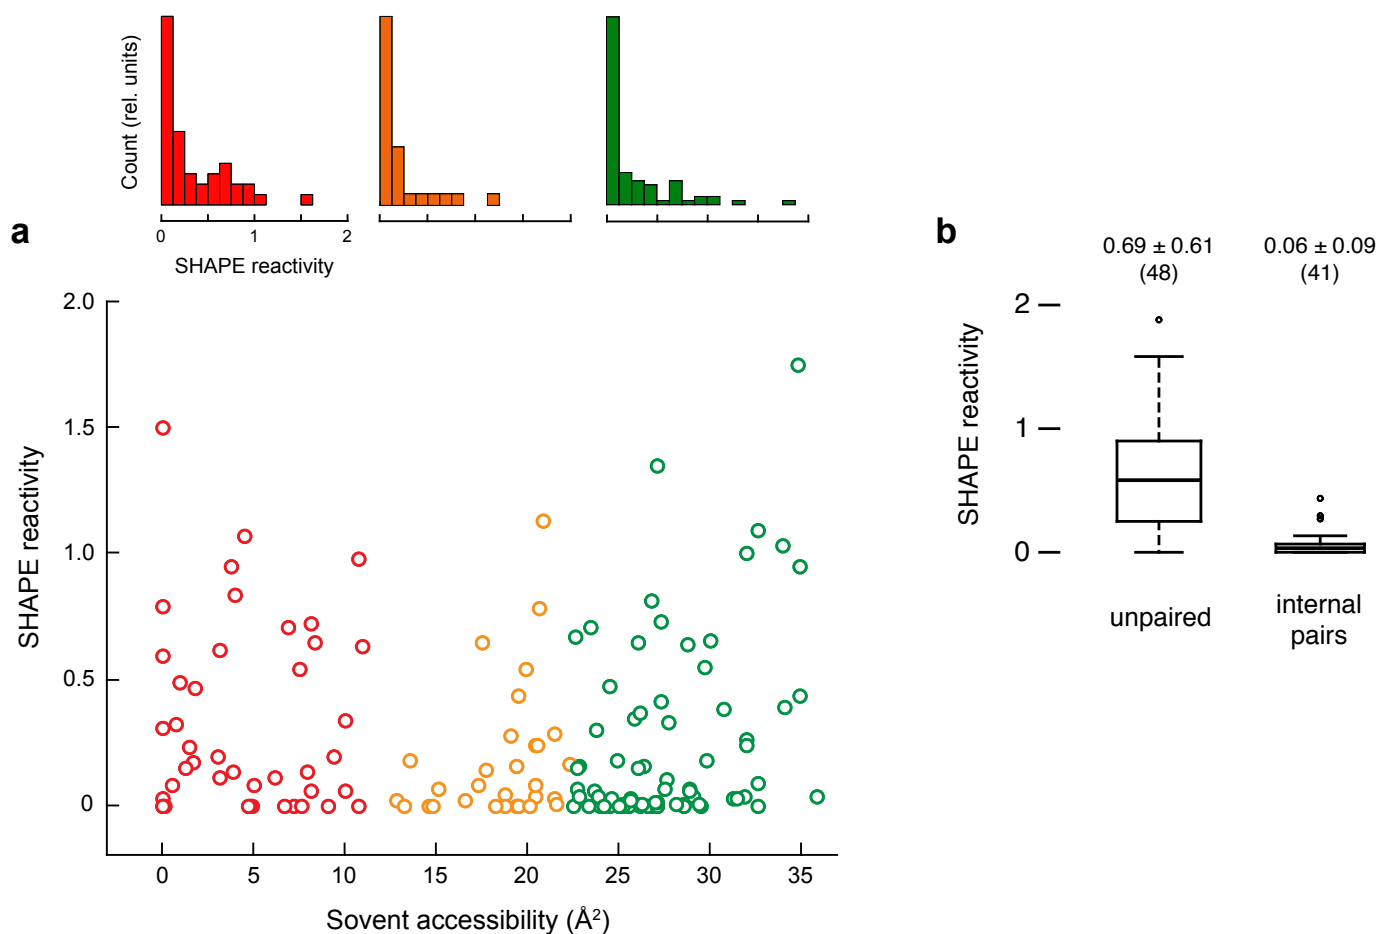 Count (rel. units)
0
1
2
SHAPE reactivity
a
2.0
1.5
1.0
0.5
0
SHAPE reactivity
0
5
10
15
20
25
30
35
Sovent accessibility (Å²)
b
0.69 ± 0.61
(48)
0.06 ± 0.09
(41)
2
1
0
SHAPE reactivity
unpaired
internal
pairs